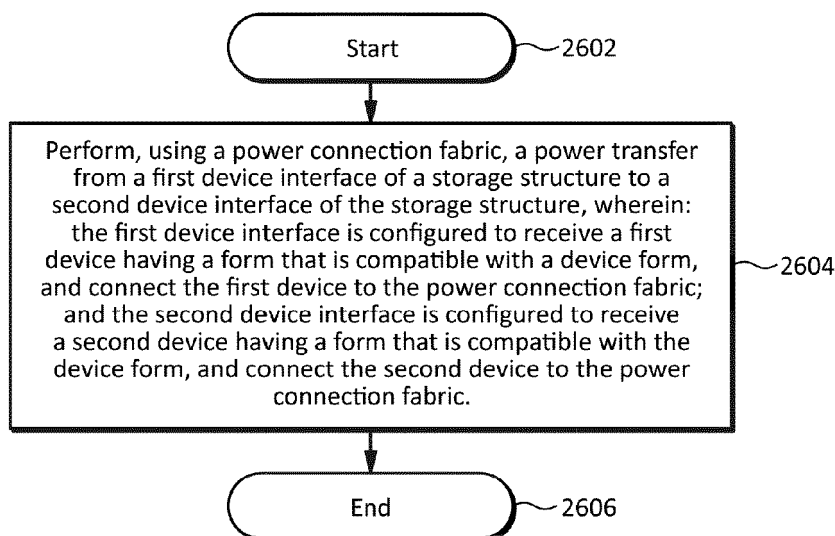 Start
2602
Perform, using a power connection fabric, a power transfer
from a first device interface of a storage structure to a
second device interface of the storage structure, wherein:
the first device interface is configured to receive a first
device having a form that is compatible with a device form,
and connect the first device to the power connection fabric;
and the second device interface is configured to receive
a second device having a form that is compatible with the
device form, and connect the second device to the power
connection fabric.
2604
End
2606